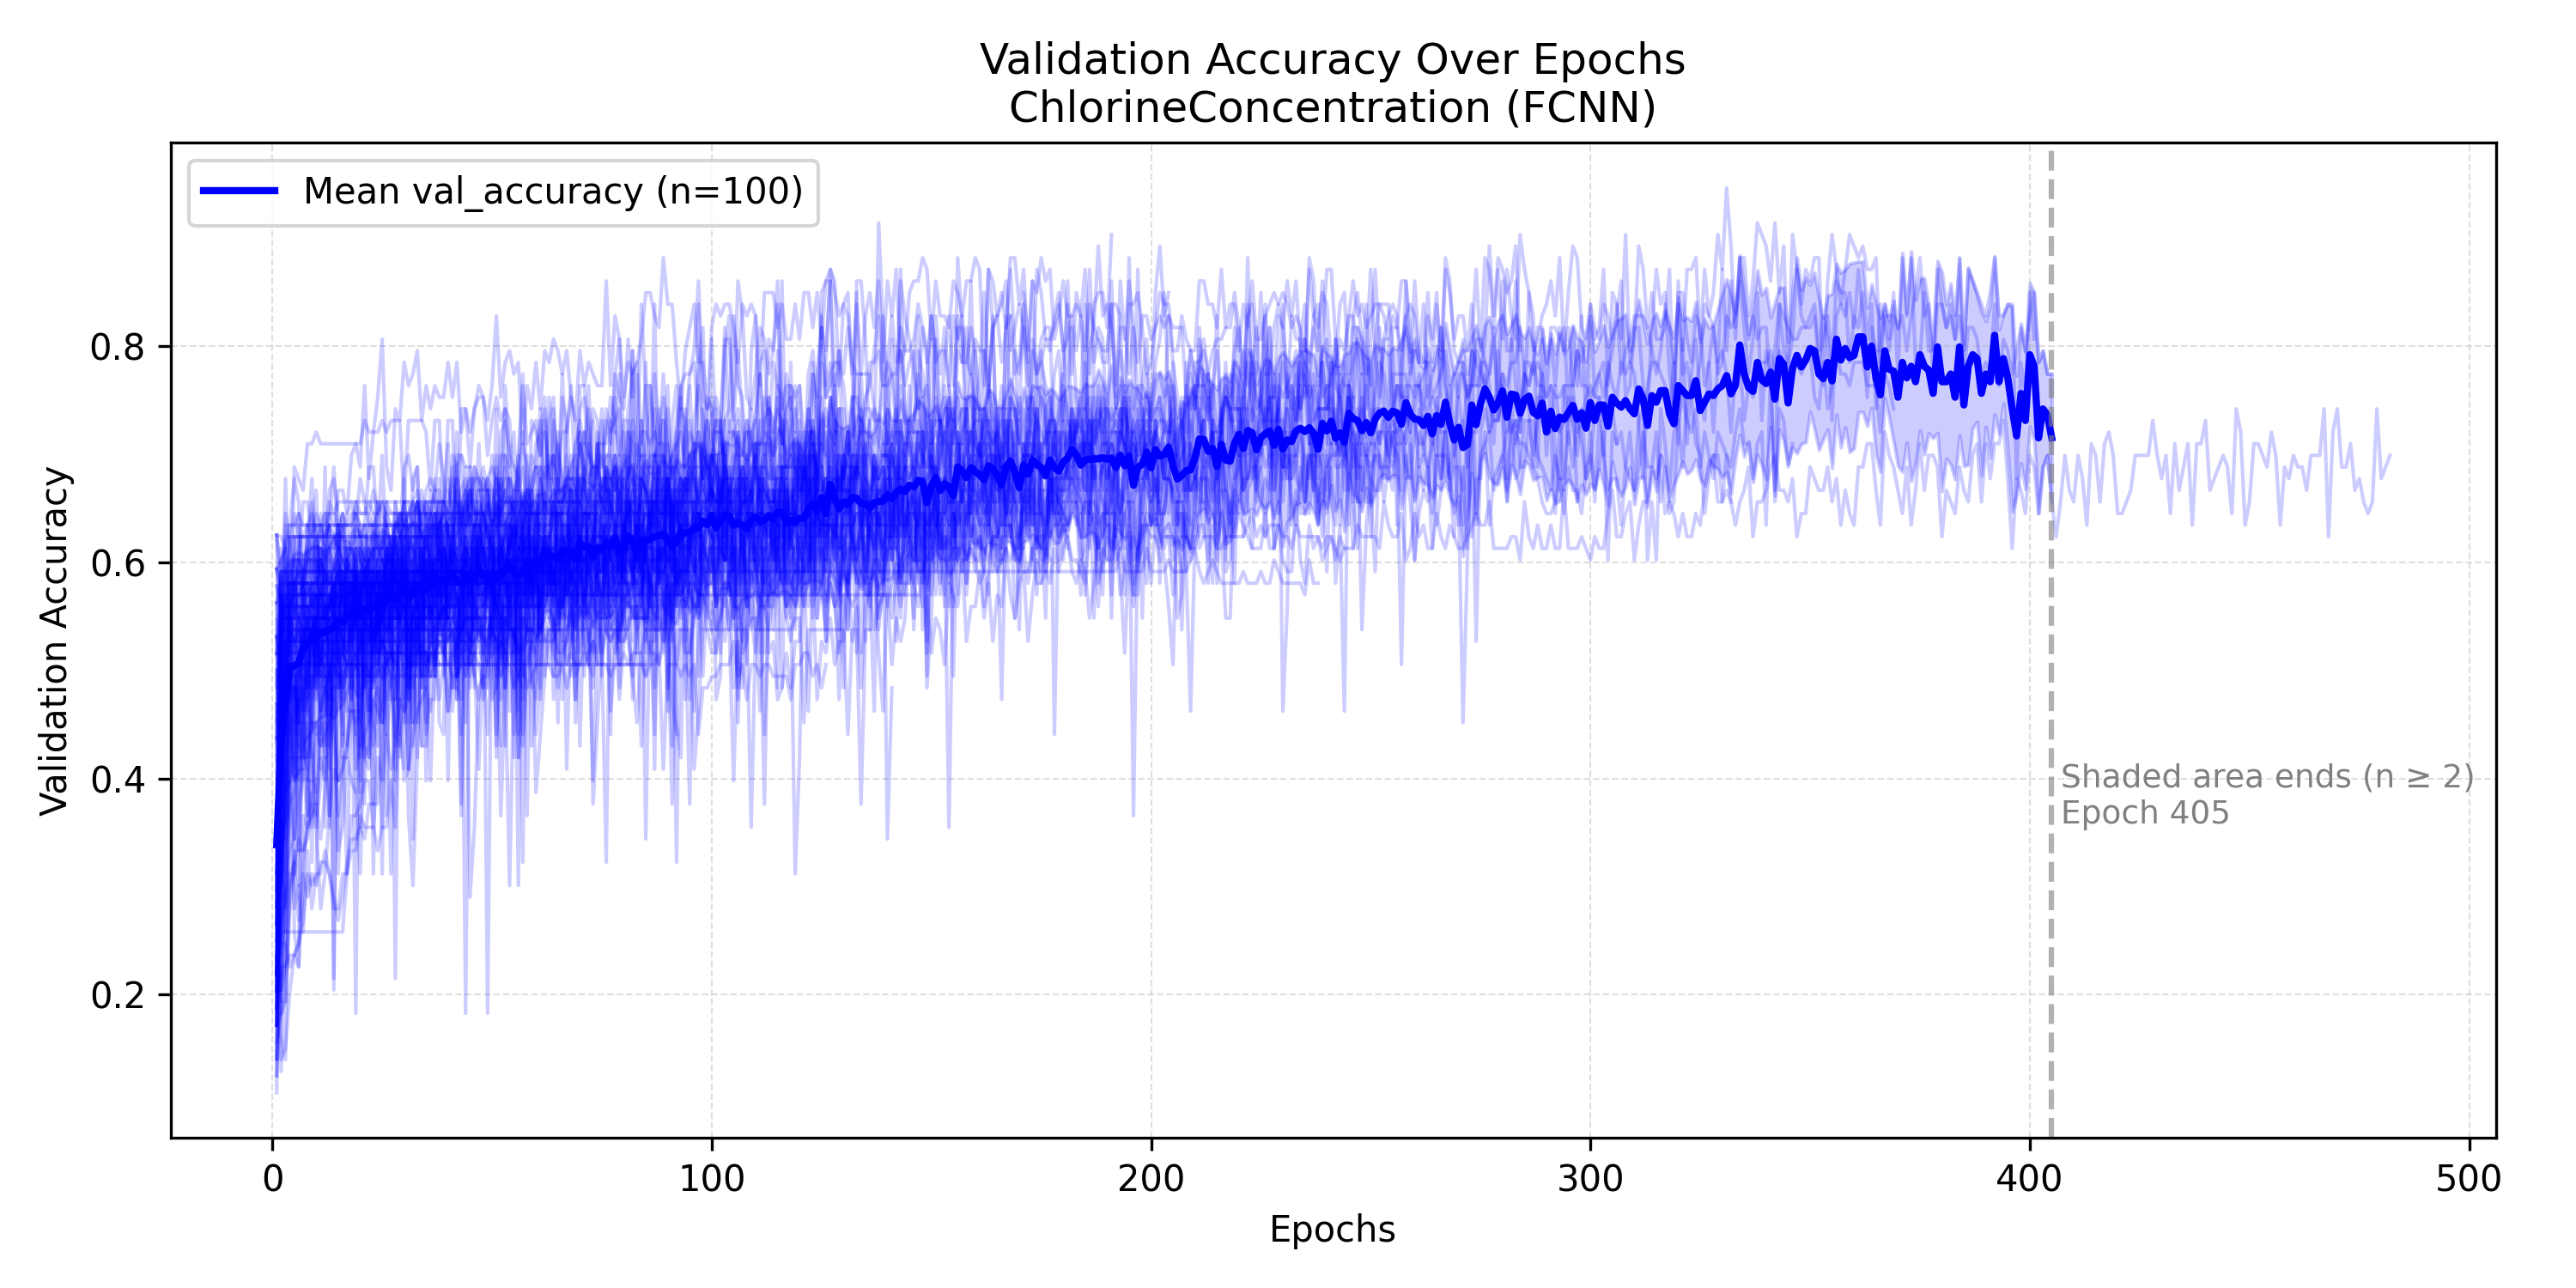 Validation Accuracy Over Epochs
ChlorineConcentration (FCNN)
Mean val_accuracy (n=100)
Validation Accuracy
0.8
0.6
0.4
0.2
Shaded area ends (n ≥ 2)
Epoch 405
0 100 200 300 400 500
Epochs